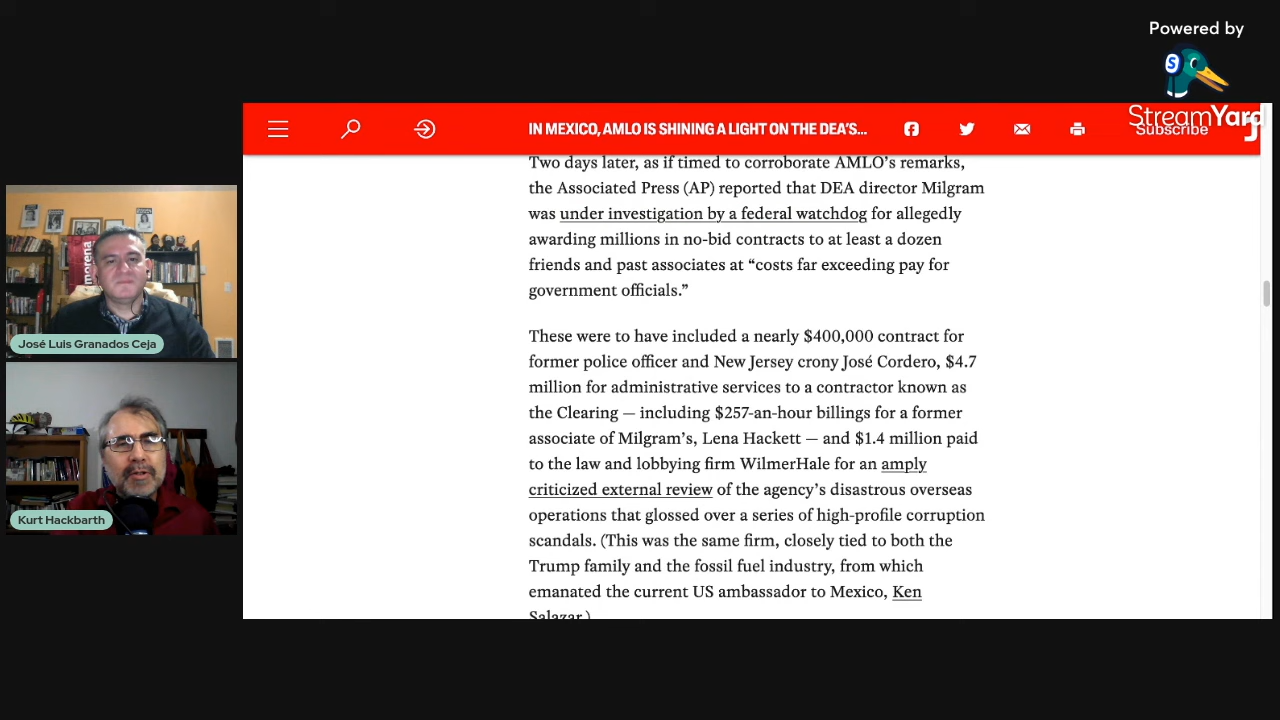 Powered by
S
StreamYard
IN MEXICO, AMLO IS SHINING A LIGHT ON THE DEA'S...
Subscribe
J
Two days later, as if timed to corroborate AMLO’s remarks,
the Associated Press (AP) reported that DEA director Milgram
was under investigation by a federal watchdog for allegedly
awarding millions in no-bid contracts to at least a dozen
friends and past associates at “costs far exceeding pay for
government officials.”
These were to have included a nearly $400,000 contract for
former police officer and New Jersey crony José Cordero, $4.7
million for administrative services to a contractor known as
the Clearing — including $257-an-hour billings for a former
associate of Milgram’s, Lena Hackett — and $1.4 million paid
to the law and lobbying firm WilmerHale for an amply
criticized external review of the agency’s disastrous overseas
operations that glossed over a series of high-profile corruption
scandals. (This was the same firm, closely tied to both the
Trump family and the fossil fuel industry, from which
emanated the current US ambassador to Mexico, Ken
Salazar.)
morena
José Luis Granados Ceja
Kurt Hackbarth